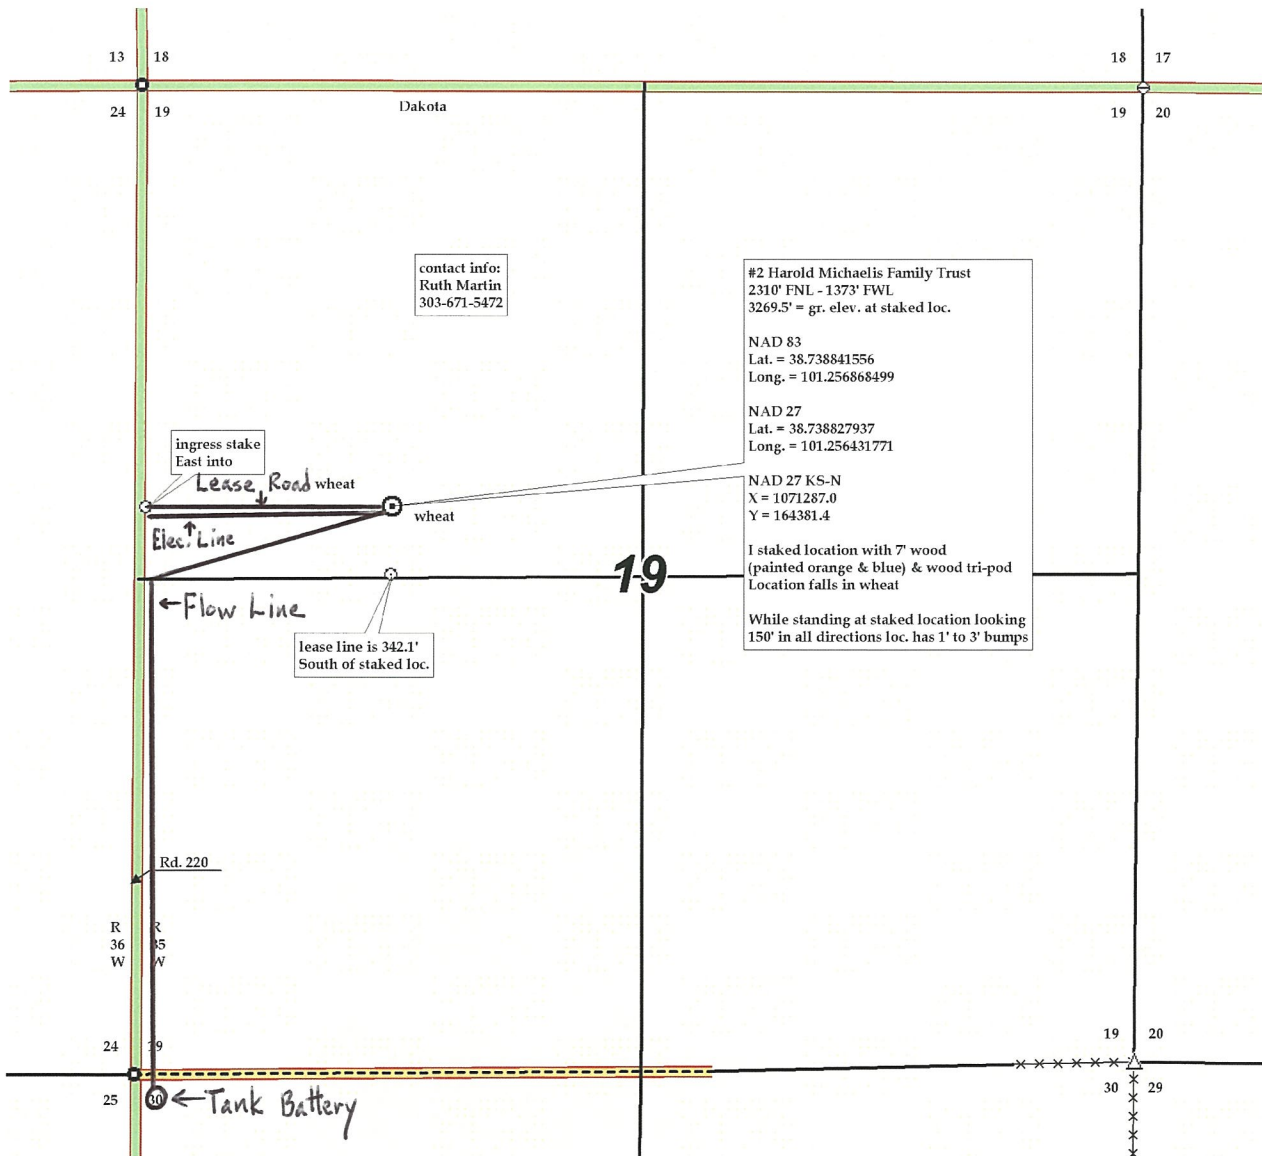 13 18
18 17
24 19
Dakota
19 20
contact info:
Ruth Martin
303-671-5472
#2 Harold Michaelis Family Trust
2310' FNL - 1373' FWL
3269.5' = gr. elev. at staked loc.
NAD 83
Lat. = 38.738841556
Long. = 101.256868499
NAD 27
Lat. = 38.738827937
Long. = 101.256431771
NAD 27 KS-N
X = 1071287.0
Y = 164381.4
I staked location with 7' wood
(painted orange & blue) & wood tri-pod
Location falls in wheat
While standing at staked location looking
150' in all directions loc. has 1' to 3' bumps
ingress stake
East into
Lease Road wheat
wheat
Elec. Line
19
Flow Line
lease line is 342.1'
South of staked loc.
Rd. 220
R R
36 35
W W
24 19
19 20
25 30
Tank Battery
30 29